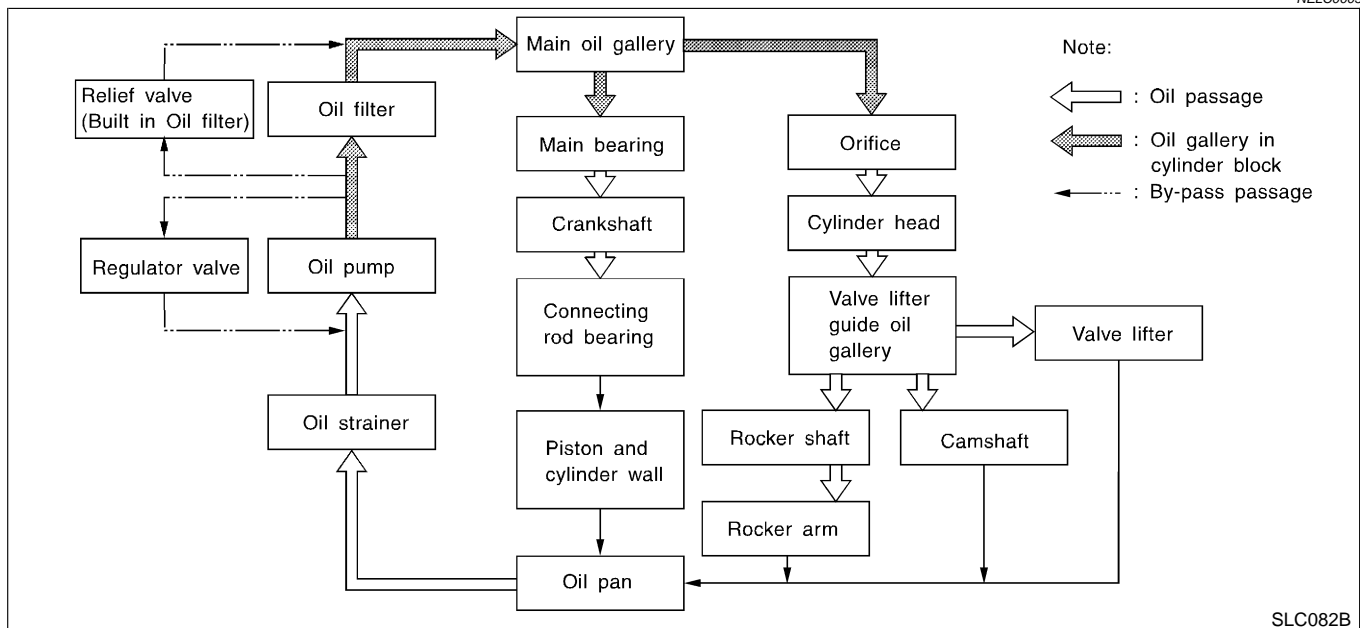 Main oil gallery
Note:
Relief valve
(Built in Oil filter)
Oil filter
: Oil passage
Main bearing
Orifice
: Oil gallery in
cylinder block
: By-pass passage
Crankshaft
Cylinder head
Regulator valve
Oil pump
Connecting
rod bearing
Valve lifter
guide oil
gallery
Valve lifter
Oil strainer
Piston and
cylinder wall
Rocker shaft
Camshaft
Rocker arm
Oil pan
SLC082B